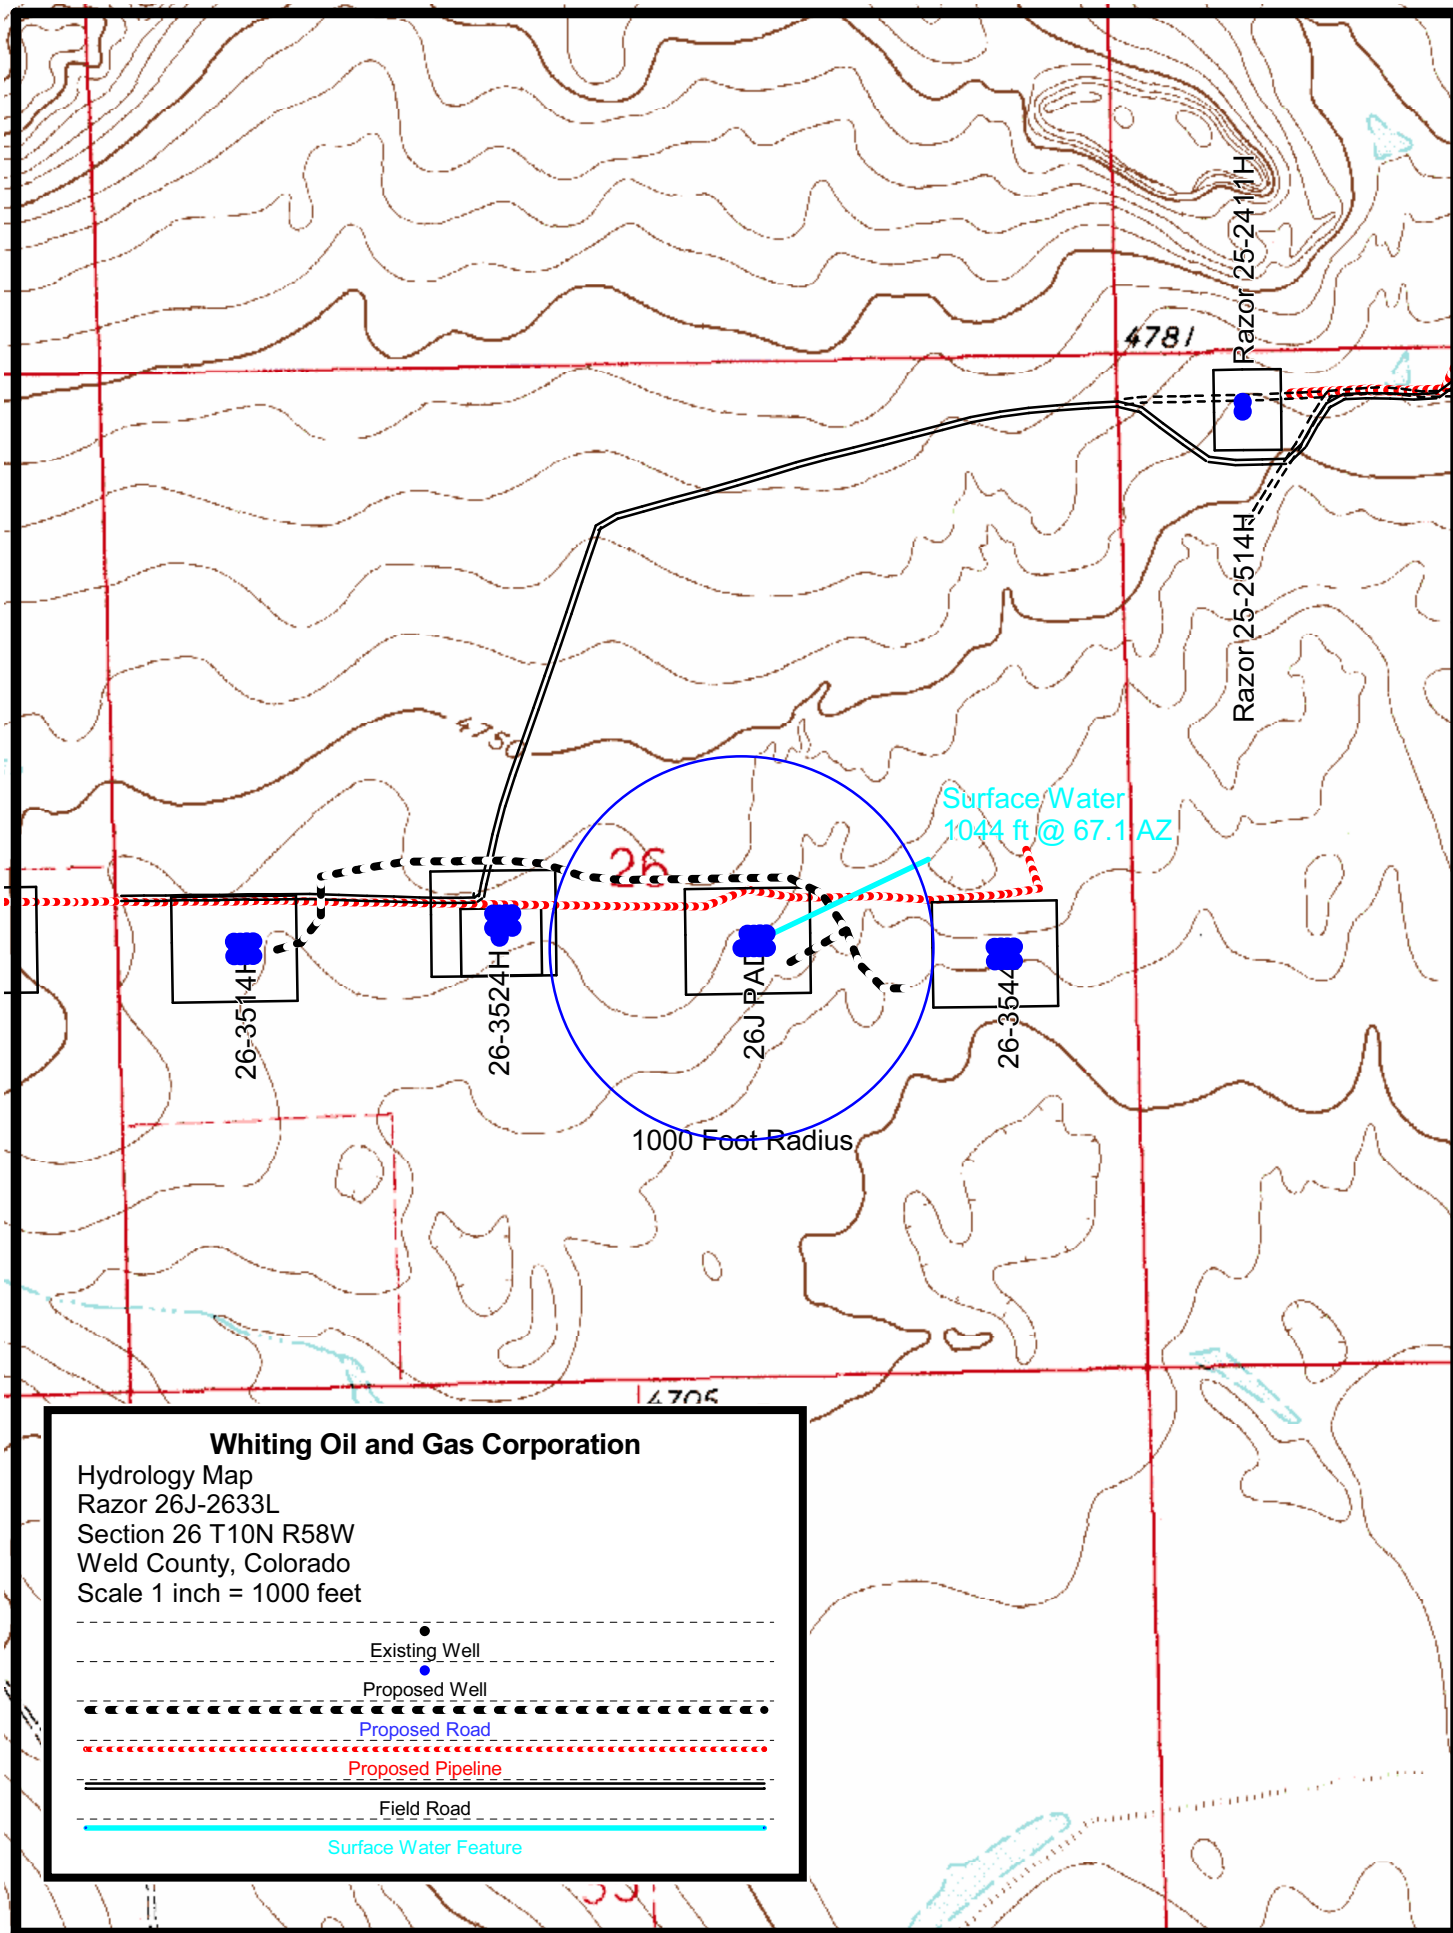 Razor 25-2411H
4781
Razor 25-2514H
4750
Surface Water
1044 ft @ 67.1 AZ
26
26-3514H
26-3524H
26J PAD
26-3544
1000 Foot Radius
4705
Whiting Oil and Gas Corporation
Hydrology Map
Razor 26J-2633L
Section 26 T10N R58W
Weld County, Colorado
Scale 1 inch = 1000 feet
Existing Well
Proposed Well
Proposed Road
Proposed Pipeline
Field Road
Surface Water Feature